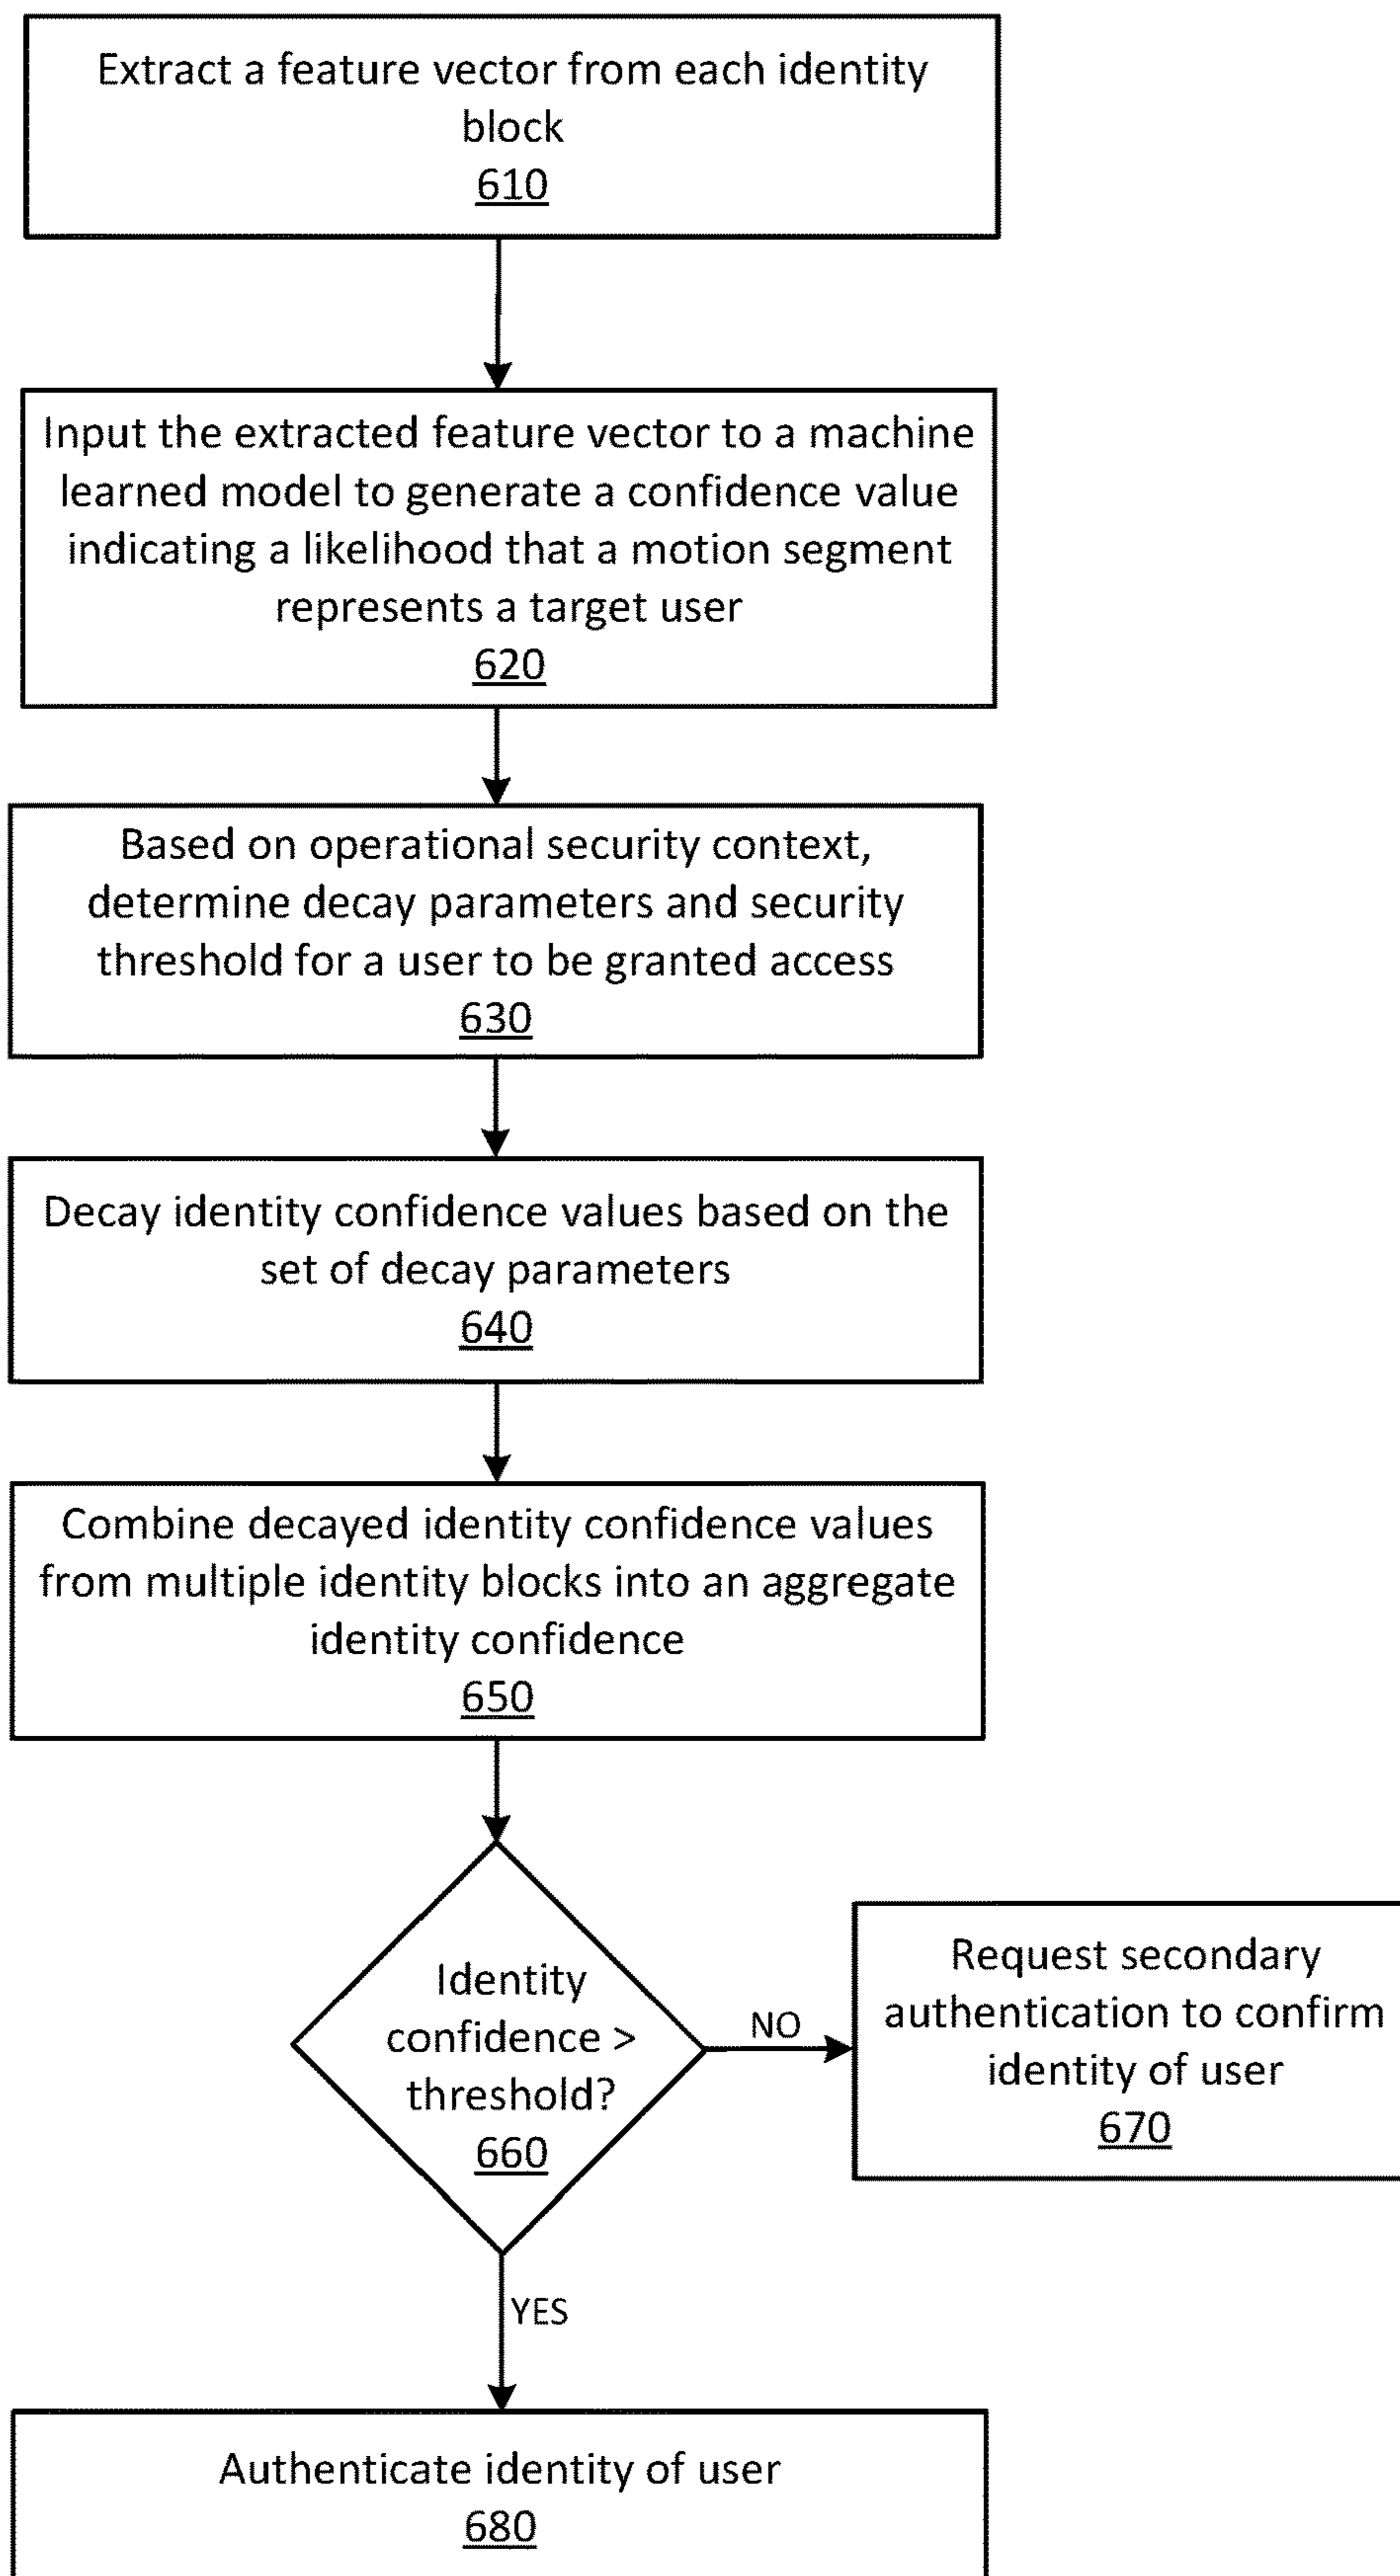 Extract a feature vector from each identity
block
610
Input the extracted feature vector to a machine
learned model to generate a confidence value
indicating a likelihood that a motion segment
represents a target user
620
Based on operational security context,
determine decay parameters and security
threshold for a user to be granted access
630
Decay identity confidence values based on the
set of decay parameters
640
Combine decayed identity confidence values
from multiple identity blocks into an aggregate
identity confidence
650
Identity
confidence >
threshold?
660
NO
Request secondary
authentication to confirm
identity of user
670
YES
Authenticate identity of user
680